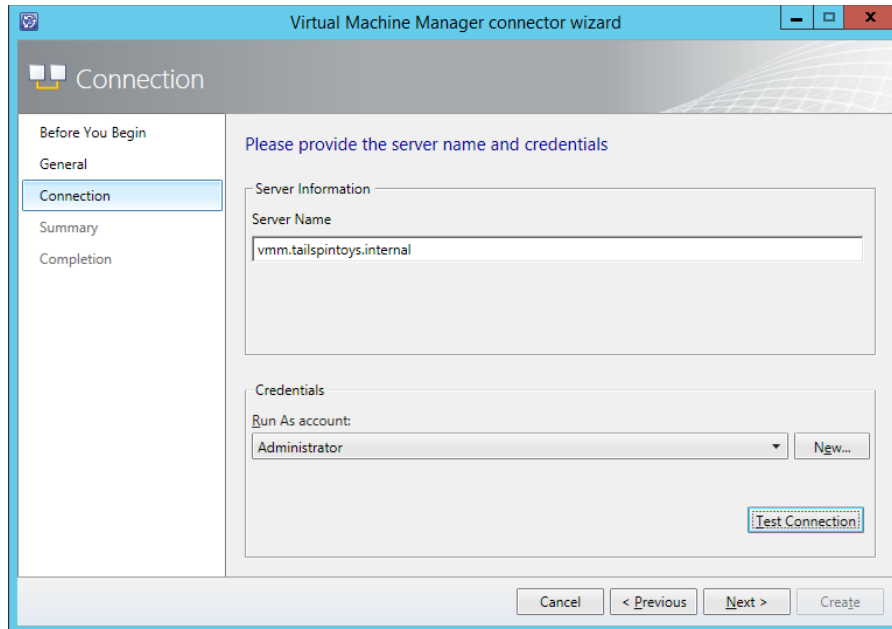 Virtual Machine Manager connector wizard
Connection
Before You Begin
General
Connection
Summary
Completion
Please provide the server name and credentials
Server Information
Server Name
vmm.tailspintoys.internal
Credentials
Run As account:
Administrator
New...
Test Connection
Cancel
< Previous
Next >
Create